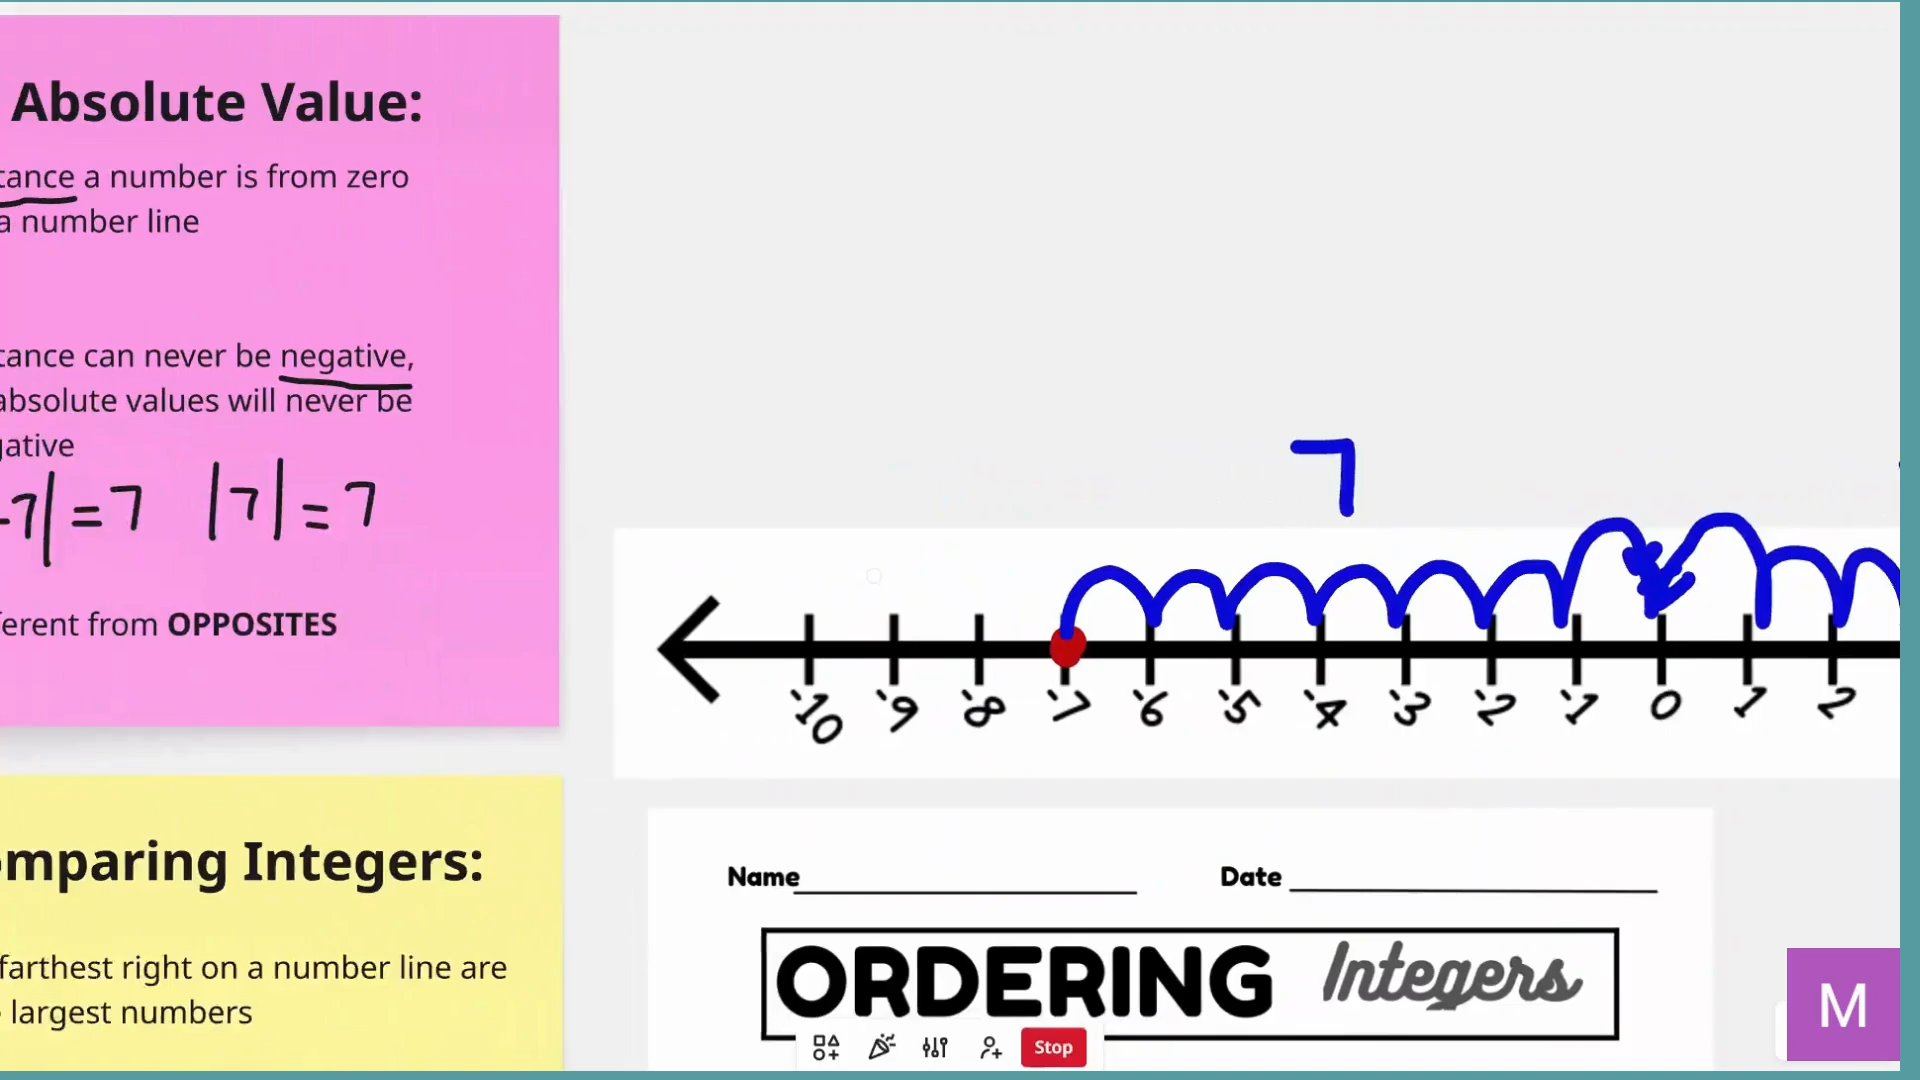 Absolute Value:
tance a number is from zero
a number line
tance can never be negative,
absolute values will never be
gative
-7| = 7 |7| = 7
erent from OPPOSITES
7
-10 -9 -8 -7 -6 -5 -4 -3 -2 -1 0 1 2
omparing Integers:
farthest right on a number line are
largest numbers
Name Date
ORDERING Integers
Stop
M